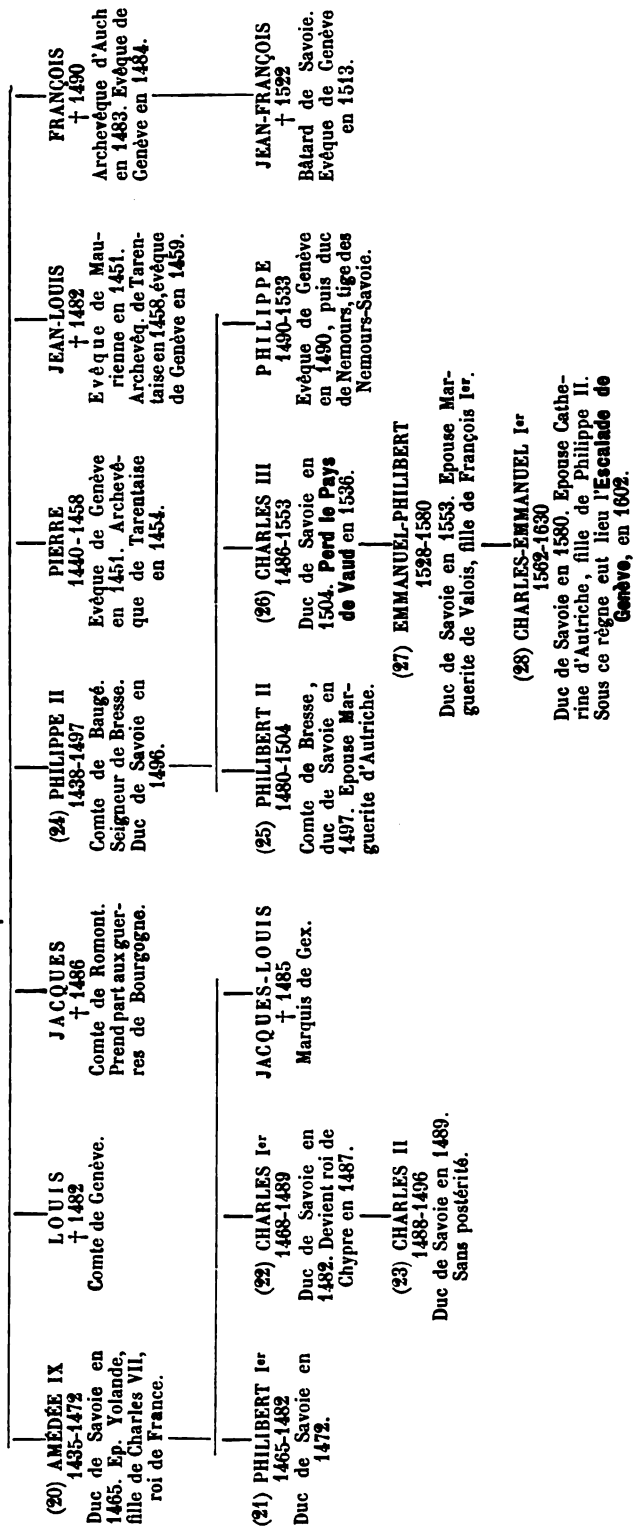 (20) AMÉDÉE IX
1435-1472
Duc de Savoie en
1465. Ep. Yolande,
fille de Charles VII,
roi de France.
LOUIS
† 1482
Comte de Genève.
JACQUES
† 1486
Comte de Romont.
Prend part aux guer-
res de Bourgogne.
(24) PHILIPPE II
1438-1497
Comte de Baugé.
Seigneur de Bresse.
Duc de Savoie en
1496.
PIERRE
1440-1458
Evêque de Genève
en 1451. Archevê-
que de Tarentaise
en 1454.
JEAN-LOUIS
† 1482
Evêque de Mau-
rienne en 1451.
Archevêq. de Taren-
taise en 1458, évêque
de Genève en 1459.
FRANÇOIS
† 1490
Archevêque d'Auch
en 1483. Evêque de
Genève en 1484.
(21) PHILIBERT Ier
1465-1482
Duc de Savoie en
1472.
(22) CHARLES Ier
1468-1489
Duc de Savoie en
1482. Devient roi de
Chypre en 1487.
JACQUES-LOUIS
† 1485
Marquis de Gex.
(25) PHILIBERT II
1480-1504
Comte de Bresse,
duc de Savoie en
1497. Epouse Mar-
guerite d'Autriche.
(26) CHARLES III
1486-1553
Duc de Savoie en
1504. Perd le Pays
de Vaud en 1536.
PHILIPPE
1490-1533
Evêque de Genève
en 1490, puis duc
de Nemours, tige des
Nemours-Savoie.
JEAN-FRANÇOIS
† 1522
Bâtard de Savoie.
Evêque de Genève
en 1513.
(23) CHARLES II
1488-1496
Duc de Savoie en 1489.
Sans postérité.
(27) EMMANUEL-PHILIBERT
1528-1580
Duc de Savoie en 1553. Epouse Mar-
guerite de Valois, fille de François Ier.
(28) CHARLES-EMMANUEL Ier
1562-1630
Duc de Savoie en 1580. Epouse Cathe-
rine d'Autriche, fille de Philippe II.
Sous ce règne eut lieu l'Escalade de
Genève, en 1602.